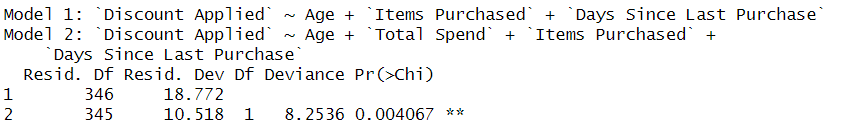 Model 1: `Discount Applied` ~ Age + `Items Purchased` + `Days Since Last Purchase`
Model 2: `Discount Applied` ~ Age + `Total Spend` + `Items Purchased` +
    `Days Since Last Purchase`
  Resid. Df Resid. Dev Df Deviance Pr(>Chi)
1       346     18.772
2       345     10.518  1   8.2536 0.004067 **